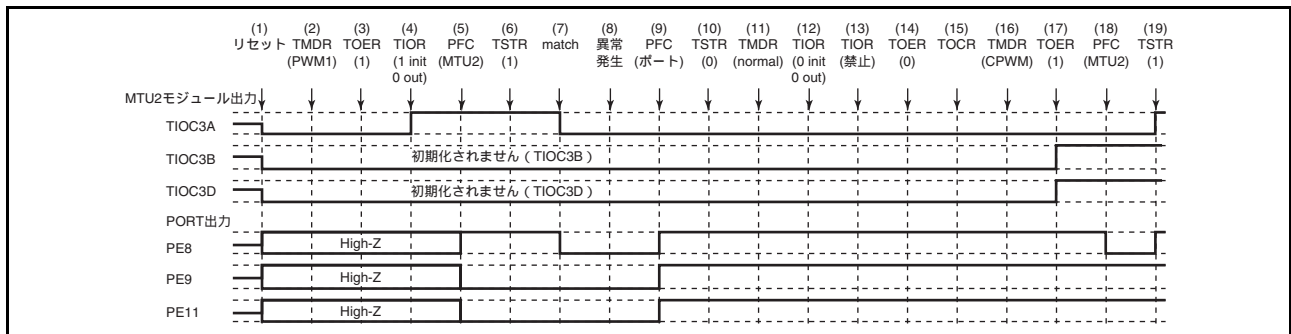 (1) (2) (3) (4) (5) (6) (7) (8) (9) (10) (11) (12) (13) (14) (15) (16) (17) (18) (19)
リセット TMDR TOER TIOR PFC TSTR match 異常 PFC TSTR TMDR TIOR TIOR TOER TOCR TMDR TOER PFC TSTR
(PWM1) (1) (1 init (MTU2) (1) 発生 (ポート) (0) (normal) (0 init (禁止) (0) (CPWM) (1) (MTU2) (1)
0 out) 0 out)
MTU2モジュール出力
TIOC3A
TIOC3B 初期化されません(TIOC3B)
TIOC3D 初期化されません(TIOC3D)
PORT出力
PE8 High-Z
PE9 High-Z
PE11 High-Z